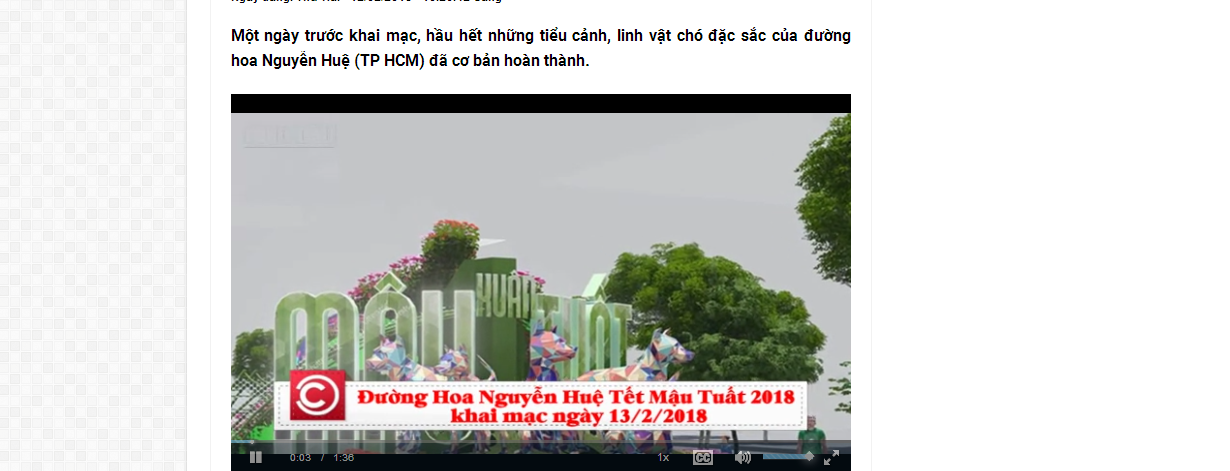 Một ngày trước khai mạc, hầu hết những tiểu cảnh, linh vật chó đặc sắc của đường
hoa Nguyễn Huệ (TP HCM) đã cơ bản hoàn thành.
XUÂN
MẬU TUẤT
Đường Hoa Nguyễn Huệ Tết Mậu Tuất 2018
khai mạc ngày 13/2/2018
0:03 / 1:36
1x
CC